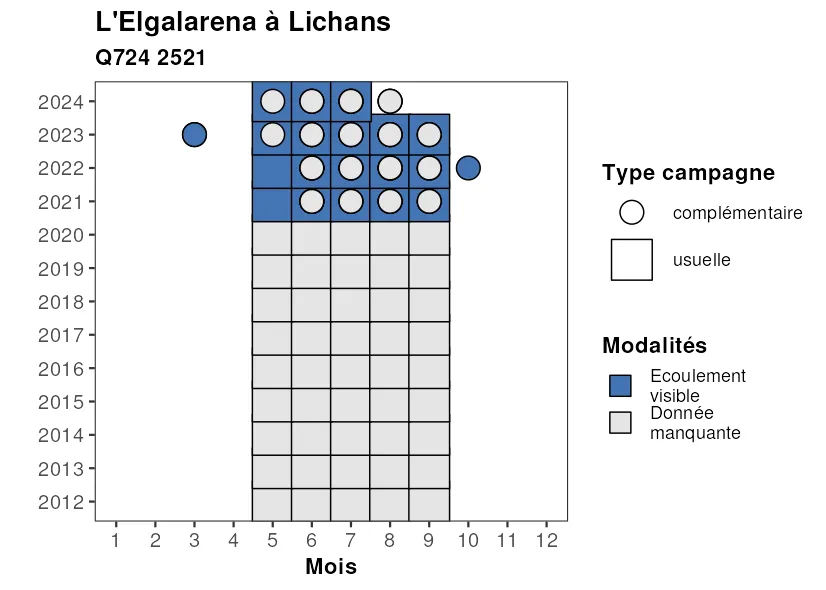 L'Elgalarena à Lichans
Q724 2521
2024
2023
2022
2021
2020
2019
2018
2017
2016
2015
2014
2013
2012
1 2 3 4 5 6 7 8 9 10 11 12
Mois
Type campagne
complémentaire
usuelle
Modalités
Ecoulement
visible
Donnée
manquante